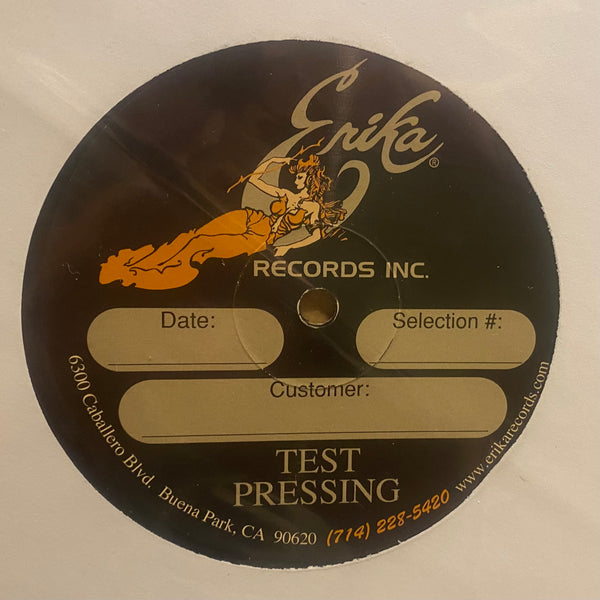 Erika®
RECORDS INC.
Date:
Selection #:
Customer:
TEST
PRESSING
6300 Caballero Blvd. Buena Park, CA 90620 (714) 228-5420 www.erikarecords.com